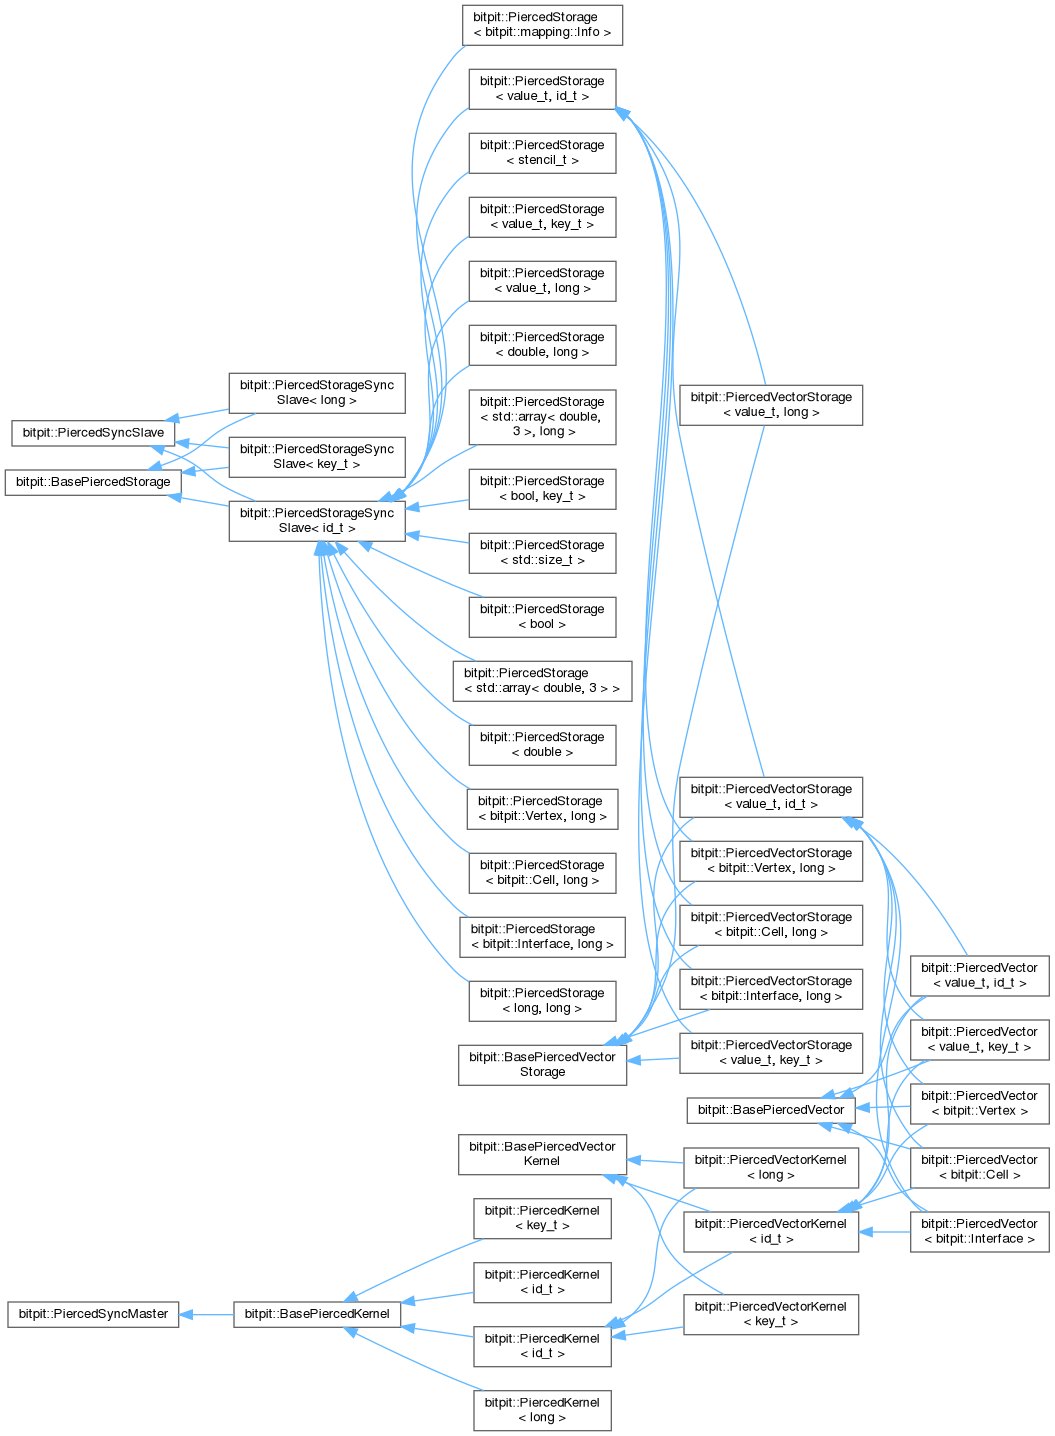 bitpit::PiercedStorage
< bitpit::mapping::Info >
bitpit::PiercedStorage
< value_t, id_t >
bitpit::PiercedStorage
< stencil_t >
bitpit::PiercedStorage
< value_t, key_t >
bitpit::PiercedStorage
< value_t, long >
bitpit::PiercedStorage
< double, long >
bitpit::PiercedStorageSync
Slave< long >
bitpit::PiercedStorage
< std::array< double,
3 >, long >
bitpit::PiercedVectorStorage
< value_t, long >
bitpit::PiercedSyncSlave
bitpit::PiercedStorageSync
Slave< key_t >
bitpit::BasePiercedStorage
bitpit::PiercedStorage
< bool, key_t >
bitpit::PiercedStorageSync
Slave< id_t >
bitpit::PiercedStorage
< std::size_t >
bitpit::PiercedStorage
< bool >
bitpit::PiercedStorage
< std::array< double, 3 > >
bitpit::PiercedStorage
< double >
bitpit::PiercedVectorStorage
< value_t, id_t >
bitpit::PiercedStorage
< bitpit::Vertex, long >
bitpit::PiercedVectorStorage
< bitpit::Vertex, long >
bitpit::PiercedStorage
< bitpit::Cell, long >
bitpit::PiercedVectorStorage
< bitpit::Cell, long >
bitpit::PiercedStorage
< bitpit::Interface, long >
bitpit::PiercedVector
< value_t, id_t >
bitpit::PiercedVectorStorage
< bitpit::Interface, long >
bitpit::PiercedStorage
< long, long >
bitpit::PiercedVector
< value_t, key_t >
bitpit::PiercedVectorStorage
< value_t, key_t >
bitpit::BasePiercedVector
Storage
bitpit::PiercedVector
< bitpit::Vertex >
bitpit::BasePiercedVector
bitpit::BasePiercedVector
Kernel
bitpit::PiercedVectorKernel
< long >
bitpit::PiercedVector
< bitpit::Cell >
bitpit::PiercedKernel
< key_t >
bitpit::PiercedVectorKernel
< id_t >
bitpit::PiercedVector
< bitpit::Interface >
bitpit::PiercedKernel
< id_t >
bitpit::PiercedVectorKernel
< key_t >
bitpit::PiercedSyncMaster
bitpit::BasePiercedKernel
bitpit::PiercedKernel
< id_t >
bitpit::PiercedKernel
< long >